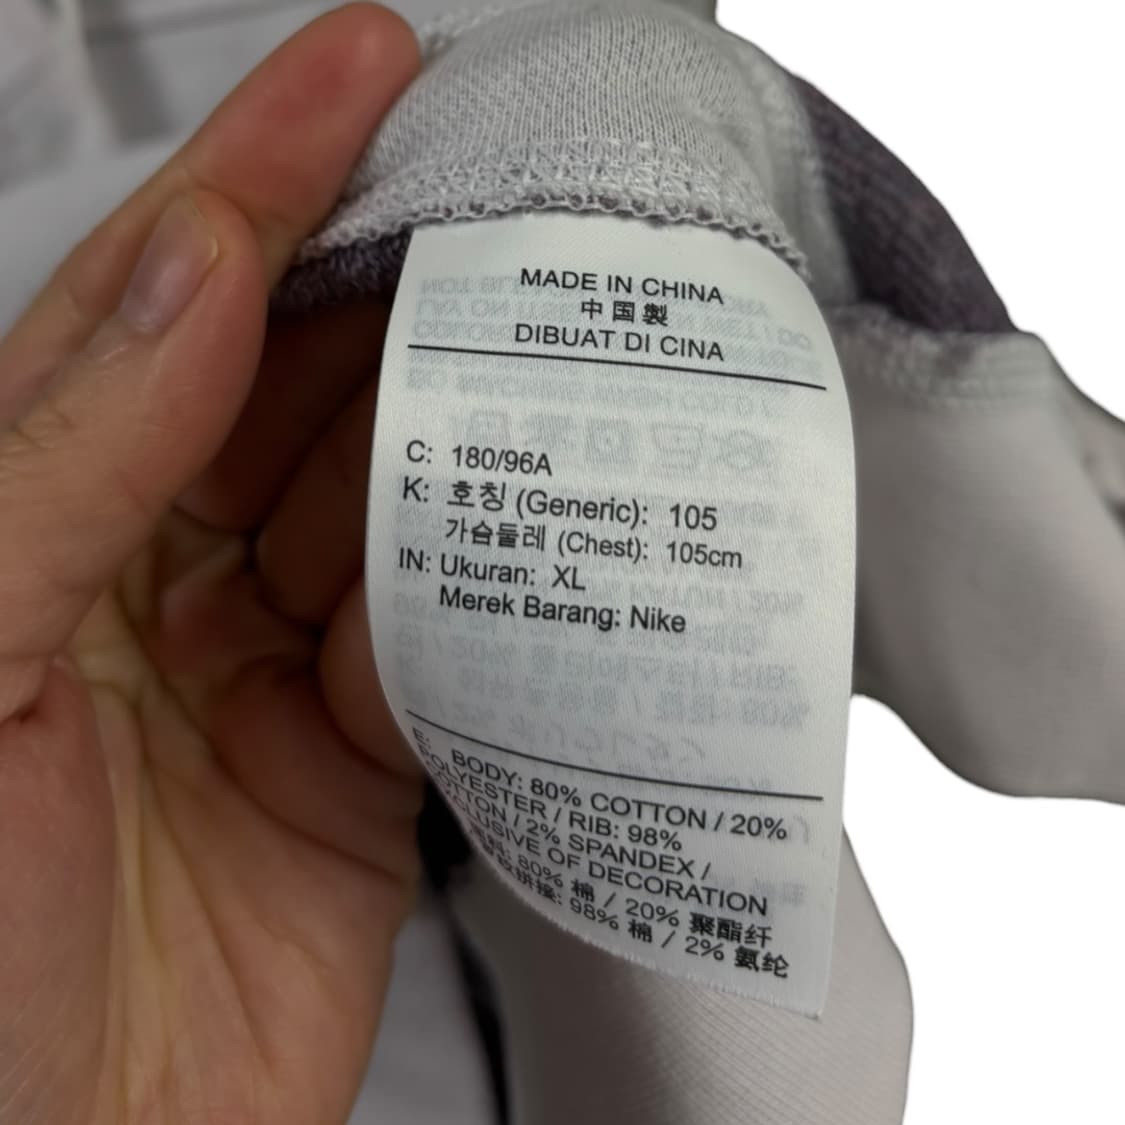 MADE IN CHINA
中国製
DIBUAT DI CINA
C: 180/96A
K: 호칭 (Generic): 105
가슴둘레 (Chest): 105cm
IN: Ukuran: XL
Merek Barang: Nike
E: BODY: 80% COTTON / 20%
POLYESTER / RIB: 98%
COTTON / 2% SPANDEX /
EXCLUSIVE OF DECORATION
80% 棉 / 20% 聚酯纤
98% 棉 / 2% 氨纶